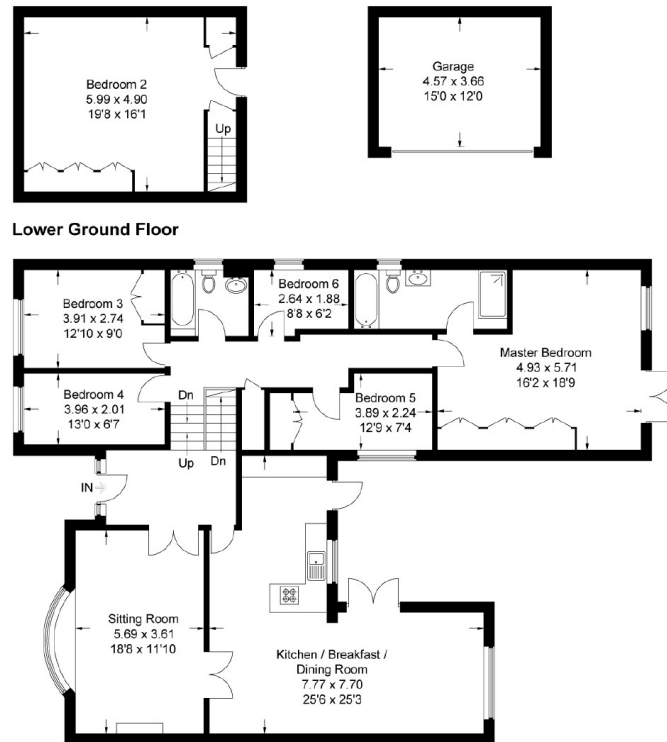 Bedroom 2
5.99 x 4.90
19'8 x 16'1
Up
Garage
4.57 x 3.66
15'0 x 12'0
Lower Ground Floor
Bedroom 3
3.91 x 2.74
12'10 x 9'0
Bedroom 6
2.64 x 1.88
8'8 x 6'2
Master Bedroom
4.93 x 5.71
16'2 x 18'9
Bedroom 4
3.96 x 2.01
13'0 x 6'7
Dn
Bedroom 5
3.89 x 2.24
12'9 x 7'4
Up
Dn
IN
Sitting Room
5.69 x 3.61
18'8 x 11'10
Kitchen / Breakfast /
Dining Room
7.77 x 7.70
25'6 x 25'3